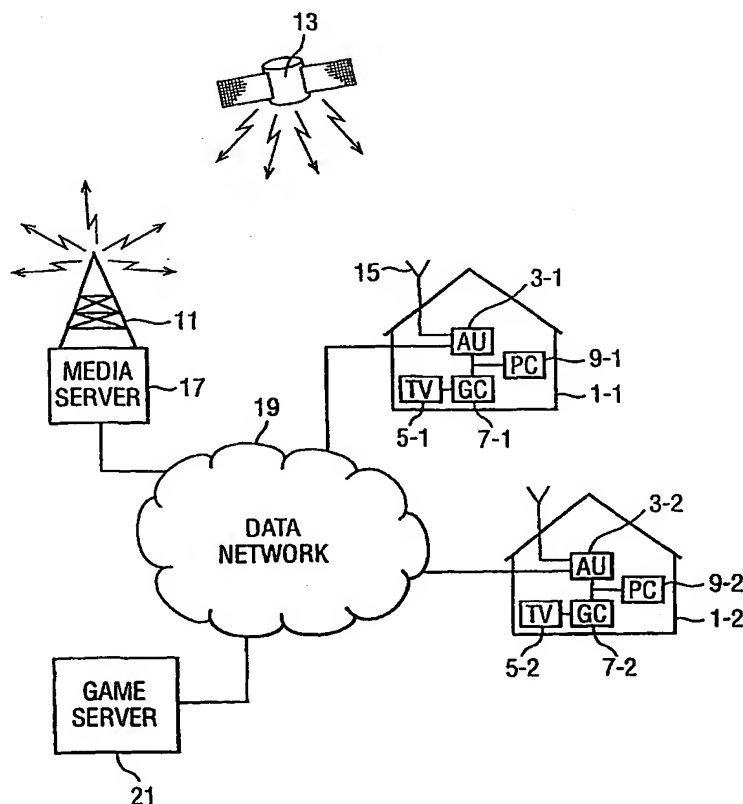 13
15
3-1
AU
11
PC
9-1
MEDIA
SERVER
17
TV
GC
1-1
5-1
7-1
19
DATA
NETWORK
3-2
AU
PC
9-2
TV
GC
1-2
5-2
7-2
GAME
SERVER
21